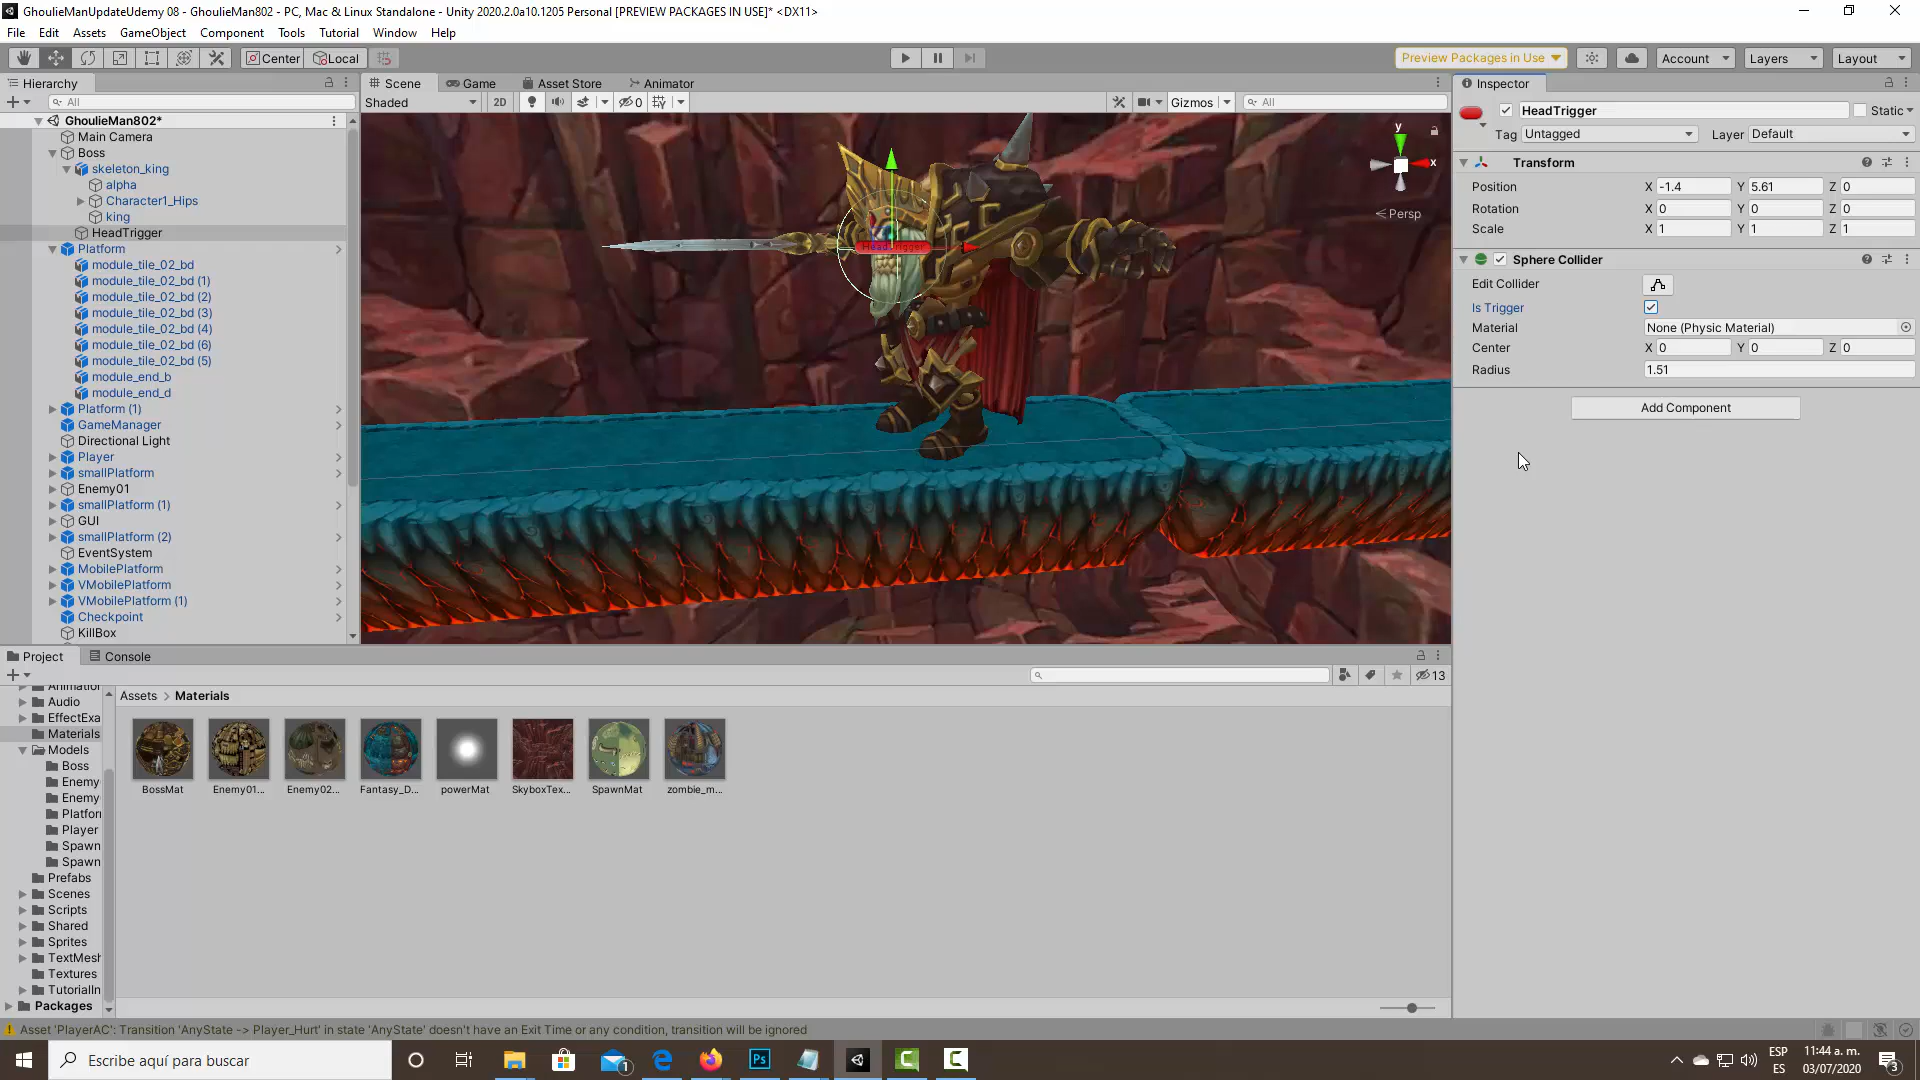 GhoulieManUpdateUdemy 08 - GhoulieMan802 - PC, Mac & Linux Standalone - Unity 2020.2.0a10.1205 Personal [PREVIEW PACKAGES IN USE]* <DX11>
File Edit Assets GameObject Component Tools Tutorial Window Help
Center Local Preview Packages in Use Account Layers Layout
Hierarchy
All
GhoulieMan802*
Main Camera
Boss
skeleton_king
alpha
Character1_Hips
king
HeadTrigger
Platform
module_tile_02_bd
module_tile_02_bd (1)
module_tile_02_bd (2)
module_tile_02_bd (3)
module_tile_02_bd (4)
module_tile_02_bd (6)
module_tile_02_bd (5)
module_end_b
module_end_d
Platform (1)
GameManager
Directional Light
Player
smallPlatform
Enemy01
smallPlatform (1)
GUI
smallPlatform (2)
EventSystem
MobilePlatform
VMobilePlatform
VMobilePlatform (1)
Checkpoint
KillBox
Scene Game Asset Store Animator
Shaded 2D 0 Gizmos All
y
x
Persp
HeadTrigger
Inspector
HeadTrigger Static
Tag Untagged Layer Default
Transform
Position X -1.4 Y 5.61 Z 0
Rotation X 0 Y 0 Z 0
Scale X 1 Y 1 Z 1
Sphere Collider
Edit Collider
Is Trigger
Material None (Physic Material)
Center X 0 Y 0 Z 0
Radius 1.51
Add Component
Project Console
13
Animation
Audio
EffectExa
Materials
Models
Boss
Enemy
Enemy
Platfor
Player
Spawn
Spawn
Prefabs
Scenes
Scripts
Shared
Sprites
TextMesh
Textures
TutorialIn
Packages
Assets > Materials
BossMat Enemy01... Enemy02... Fantasy_D... powerMat SkyboxTex... SpawnMat zombie_m...
Asset 'PlayerAC': Transition 'AnyState -> Player_Hurt' in state 'AnyState' doesn't have an Exit Time or any condition, transition will be ignored
Escribe aquí para buscar
1
Ps
ESP
ES
11:44 a. m.
03/07/2020
3